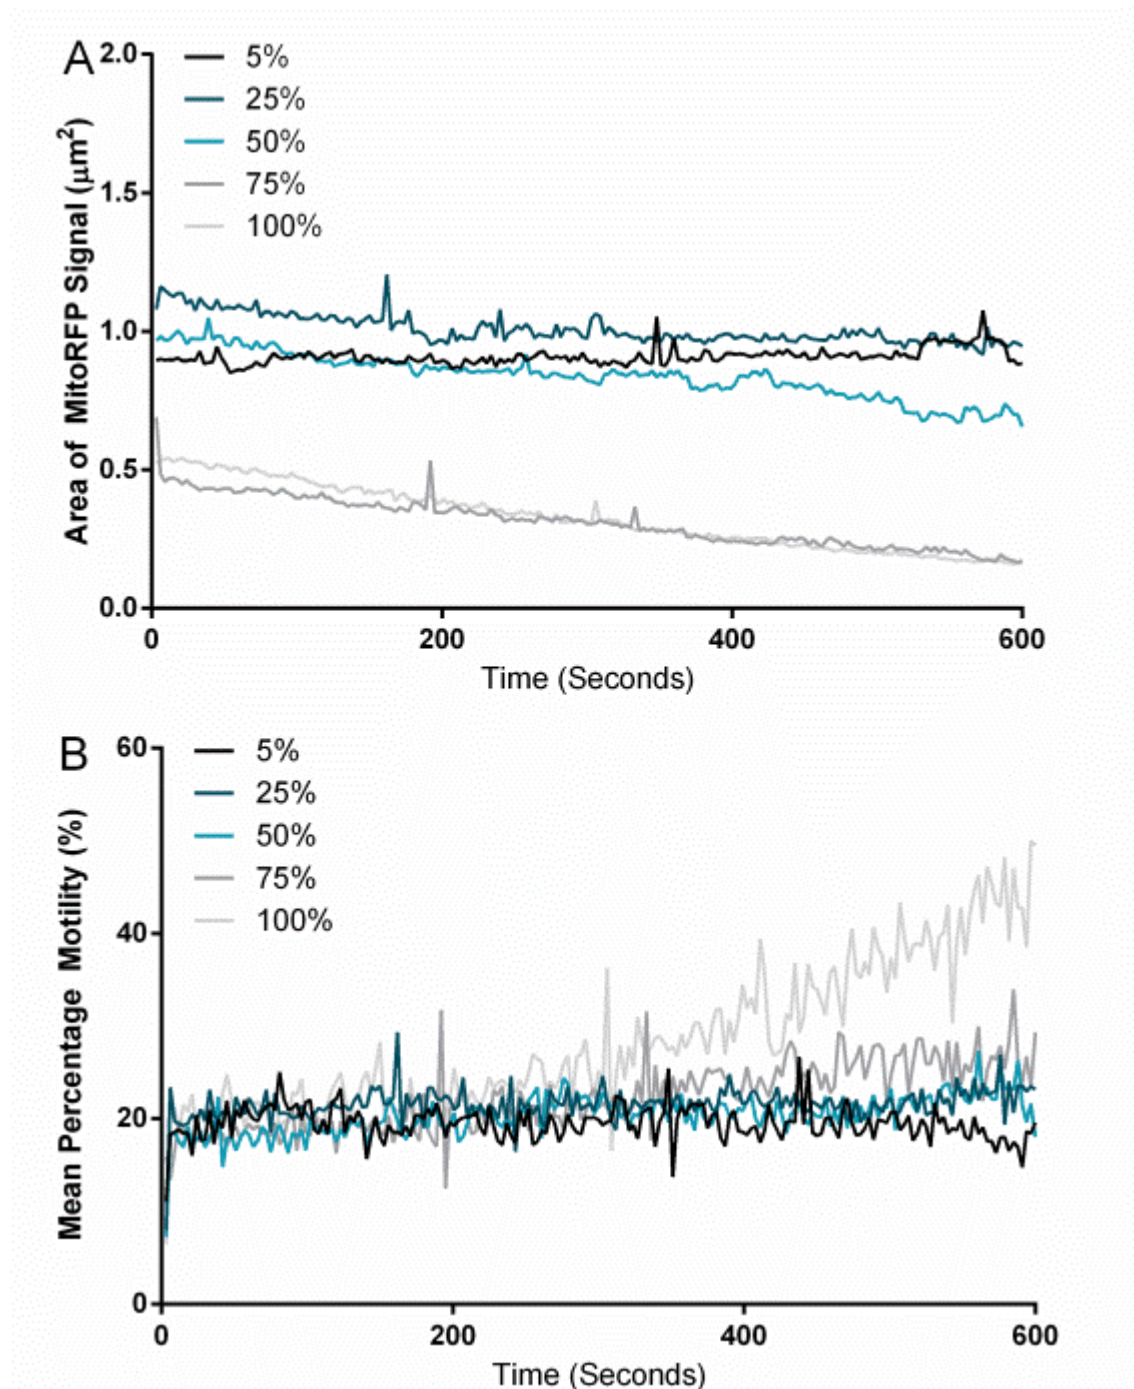 A
2.0
5%
25%
50%
75%
100%
1.5
1.0
0.5
0.0
Area of MitoRFP Signal (μm²)
0 200 400 600
Time (Seconds)
B
60
5%
25%
50%
75%
100%
40
20
0
Mean Percentage Motility (%)
0 200 400 600
Time (Seconds)